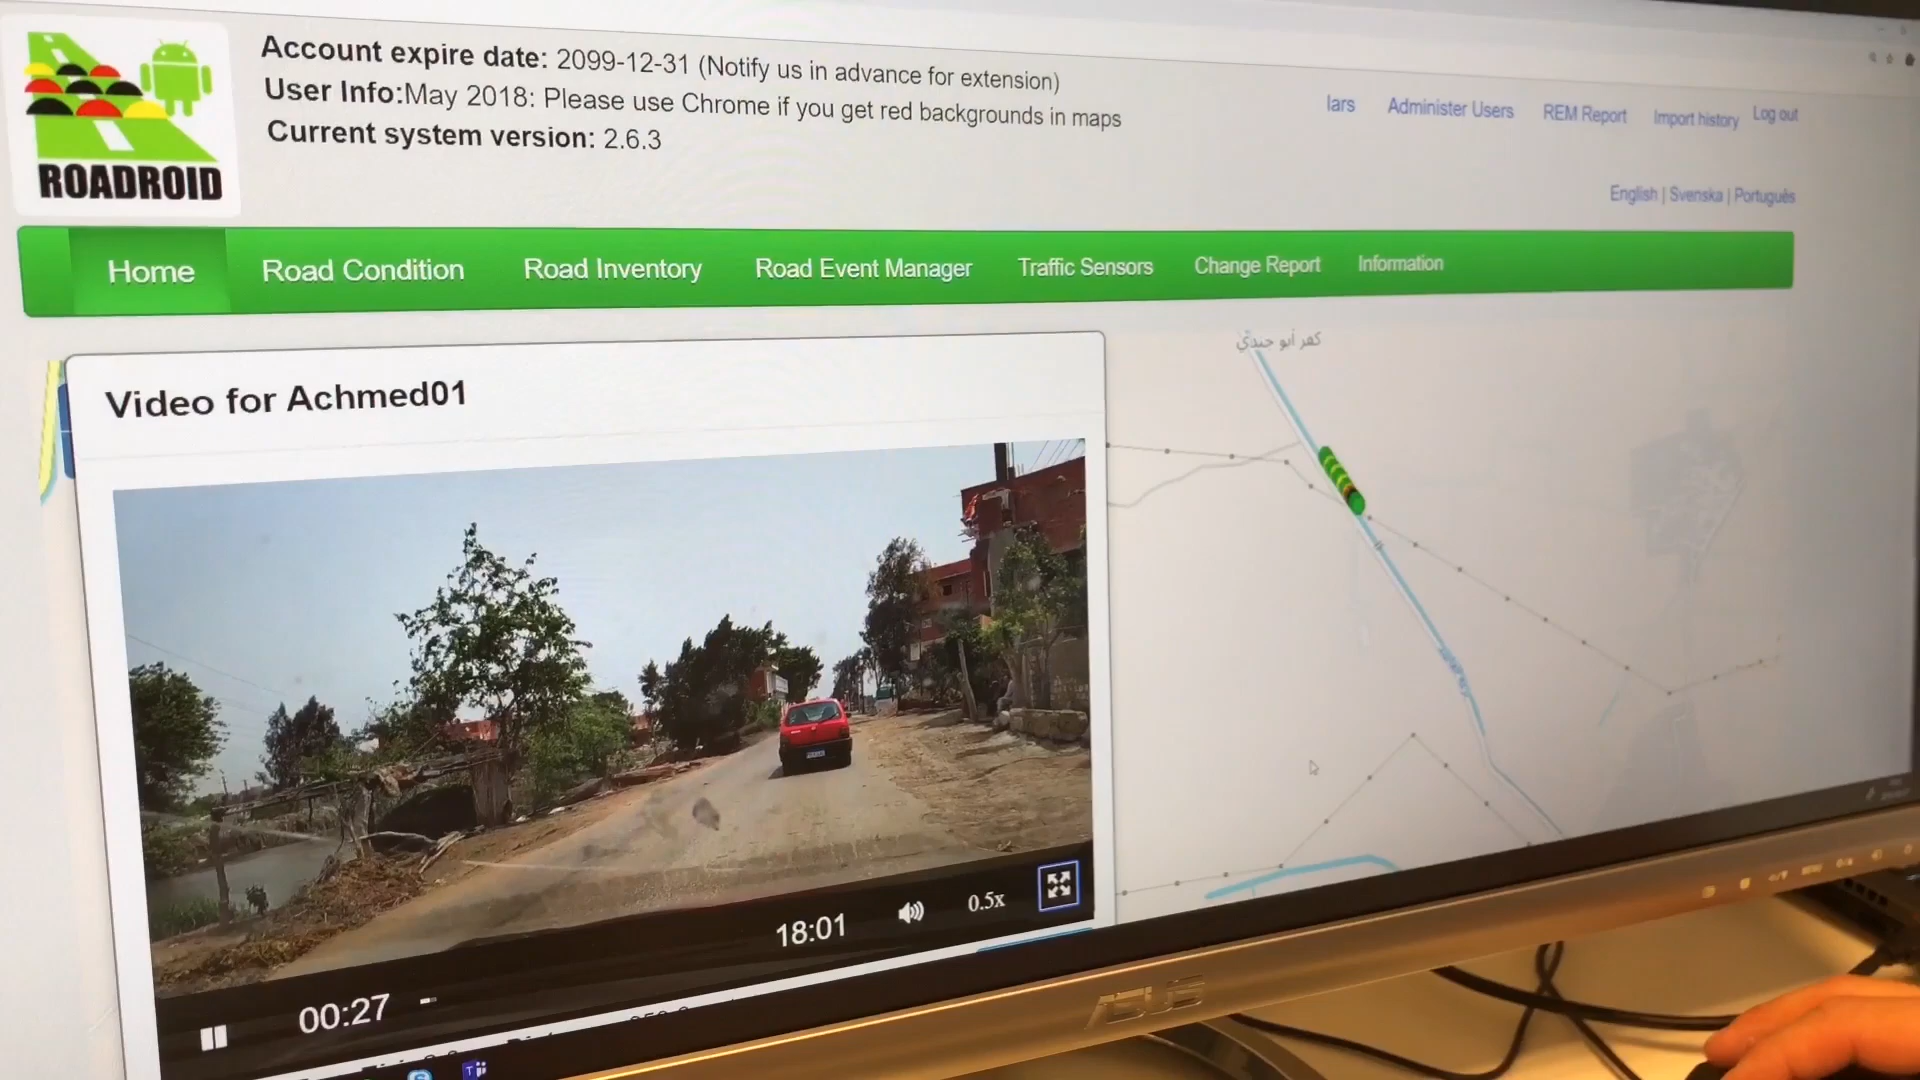 ROADROID
Account expire date: 2099-12-31 (Notify us in advance for extension)
User Info:May 2018: Please use Chrome if you get red backgrounds in maps
Current system version: 2.6.3
lars Administer Users REM Report Import history Log out
English | Svenska | Português
Home Road Condition Road Inventory Road Event Manager Traffic Sensors Change Report Information
Video for Achmed01
كفر أبو جندي
18:01 0.5x
00:27
ASUS